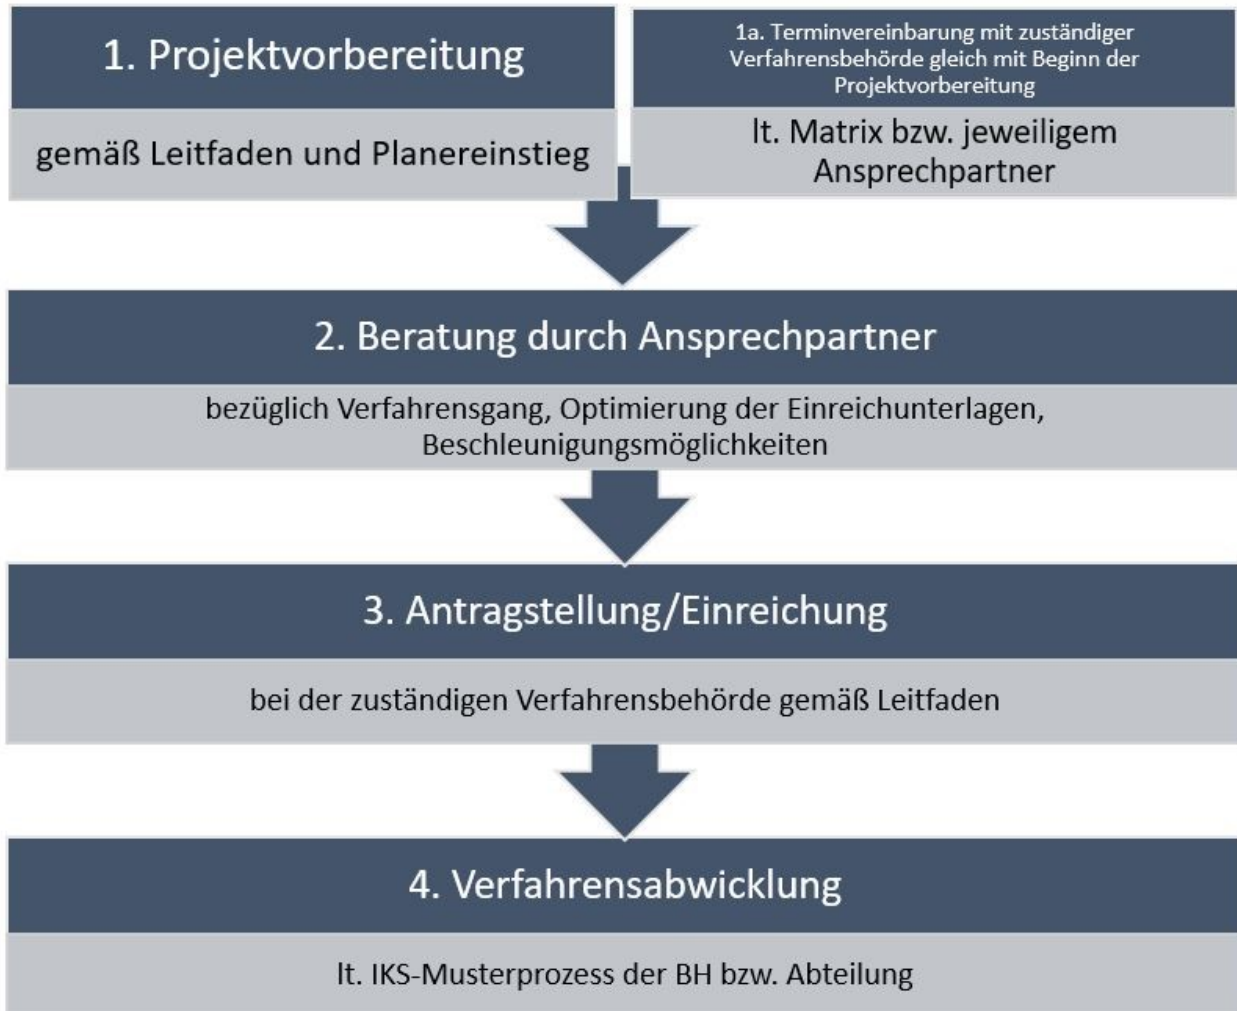 1. Projektvorbereitung
gemäß Leitfaden und Planereinstieg
1a. Terminvereinbarung mit zuständiger
Verfahrensbehörde gleich mit Beginn der
Projektvorbereitung
lt. Matrix bzw. jeweiligem
Ansprechpartner
2. Beratung durch Ansprechpartner
bezüglich Verfahrensgang, Optimierung der Einreichunterlagen,
Beschleunigungsmöglichkeiten
3. Antragstellung/Einreichung
bei der zuständigen Verfahrensbehörde gemäß Leitfaden
4. Verfahrensabwicklung
lt. IKS-Musterprozess der BH bzw. Abteilung